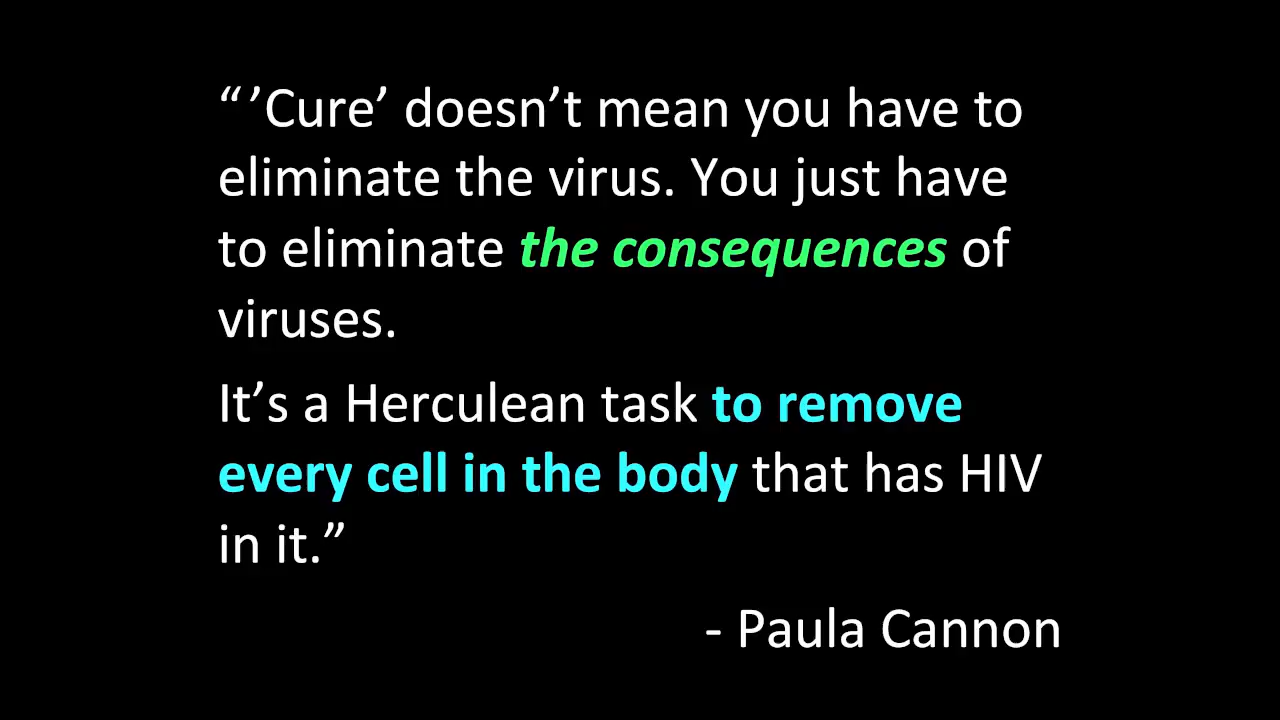 “ ’Cure’ doesn’t mean you have to
eliminate the virus. You just have
to eliminate the consequences of
viruses.
It’s a Herculean task to remove
every cell in the body that has HIV
in it.”
- Paula Cannon